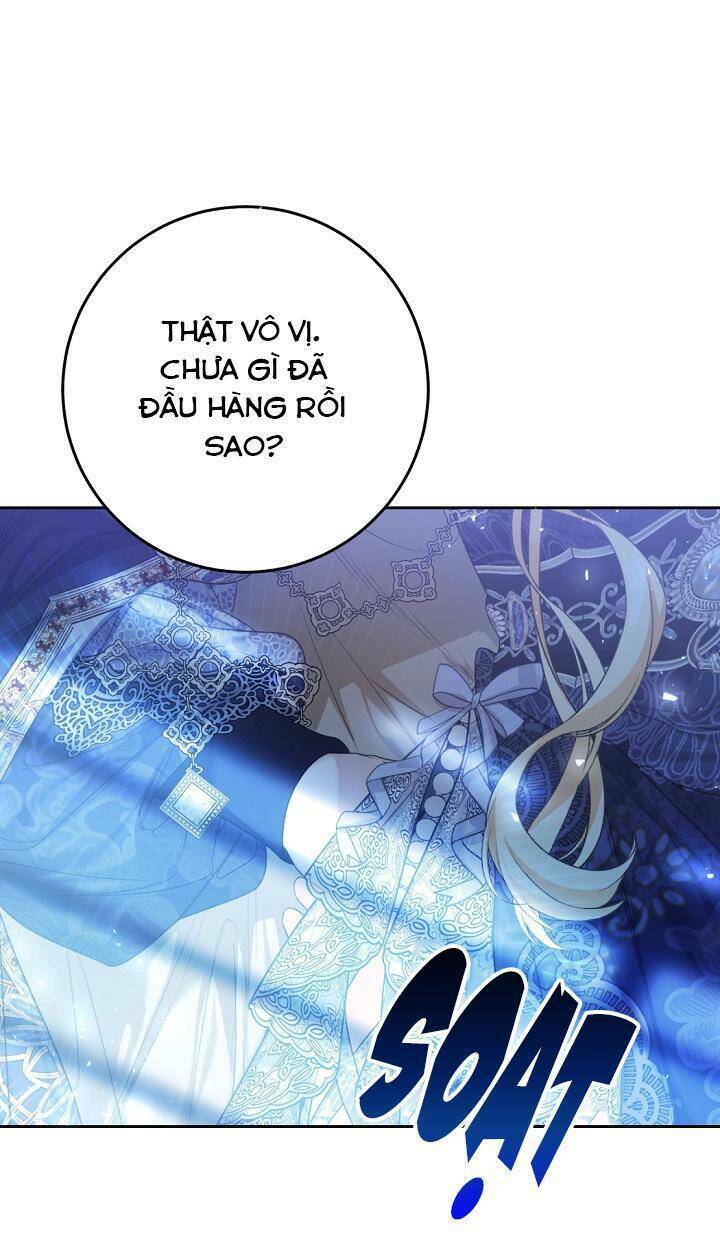 THẬT VÔ VỊ.
CHƯA GÌ ĐÃ
ĐẦU HÀNG RỒI
SAO?
SOẠT